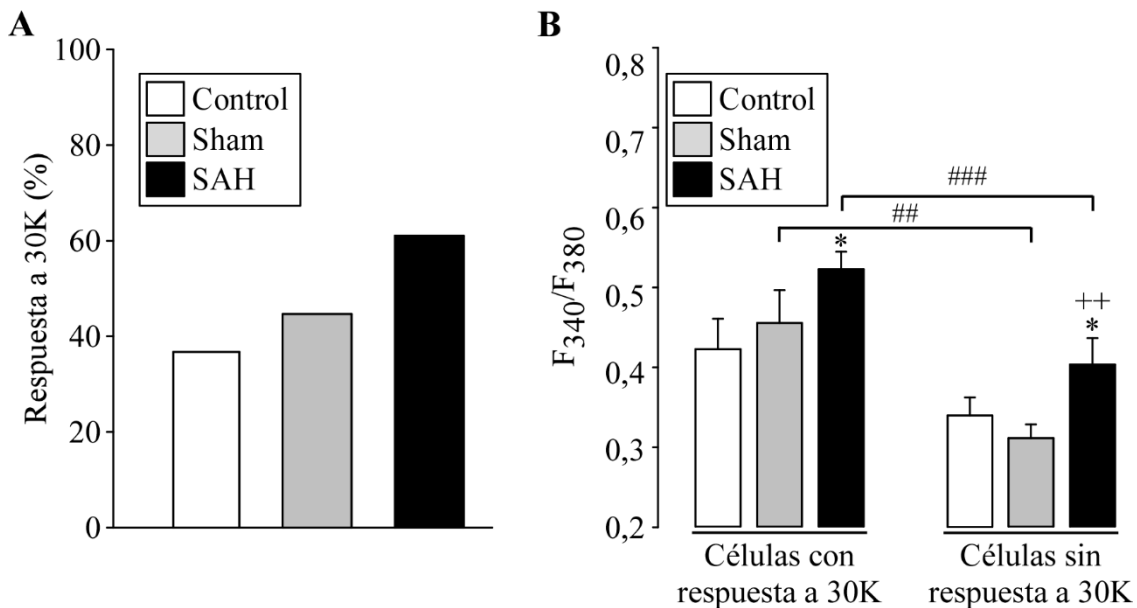 A
100
80
60
40
20
0
Respuesta a 30K (%)
Control
Sham
SAH
B
0,8
0,7
0,6
0,5
0,4
0,3
0,2
F340/F380
Control
Sham
SAH
###
##
*
++
*
Células con
respuesta a 30K
Células sin
respuesta a 30K